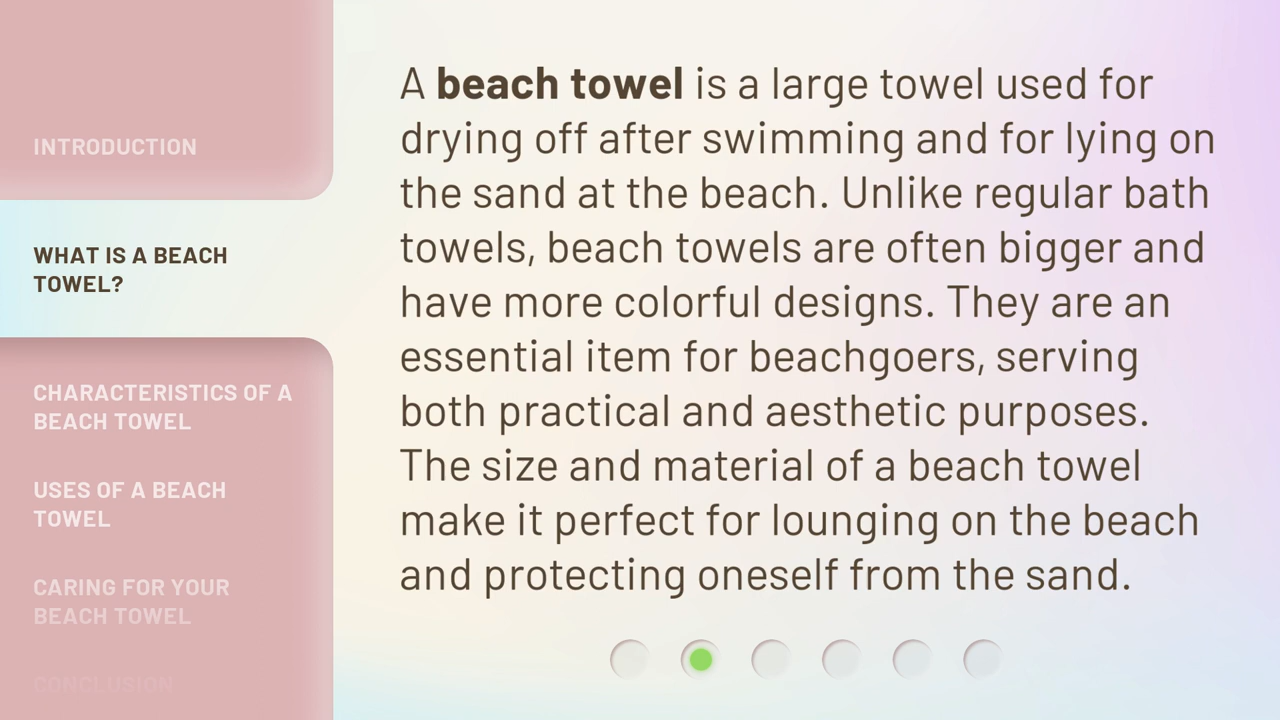 INTRODUCTION
WHAT IS A BEACH
TOWEL?
CHARACTERISTICS OF A
BEACH TOWEL
USES OF A BEACH
TOWEL
CARING FOR YOUR
BEACH TOWEL
CONCLUSION
A beach towel is a large towel used for
drying off after swimming and for lying on
the sand at the beach. Unlike regular bath
towels, beach towels are often bigger and
have more colorful designs. They are an
essential item for beachgoers, serving
both practical and aesthetic purposes.
The size and material of a beach towel
make it perfect for lounging on the beach
and protecting oneself from the sand.